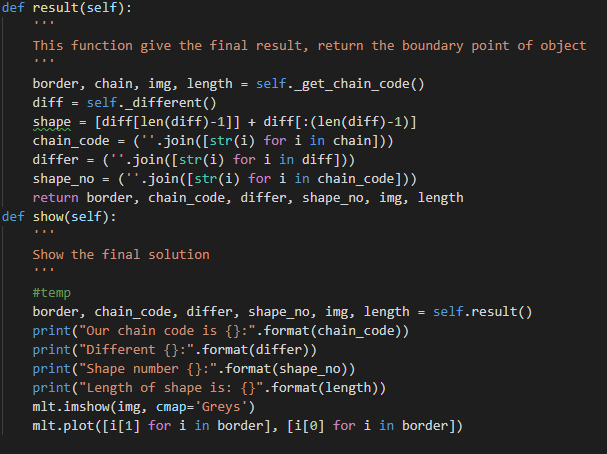 def result(self):
    '''
    This function give the final result, return the boundary point of object
    '''
    border, chain, img, length = self._get_chain_code()
    diff = self._different()
    shape = [diff[len(diff)-1]] + diff[:(len(diff)-1)]
    chain_code = (''.join([str(i) for i in chain]))
    differ = (''.join([str(i) for i in diff]))
    shape_no = (''.join([str(i) for i in chain_code]))
    return border, chain_code, differ, shape_no, img, length
def show(self):
    '''
    Show the final solution
    '''
    #temp
    border, chain_code, differ, shape_no, img, length = self.result()
    print("Our chain code is {}:".format(chain_code))
    print("Different {}:".format(differ))
    print("Shape number {}:".format(shape_no))
    print("Length of shape is: {}".format(length))
    mlt.imshow(img, cmap='Greys')
    mlt.plot([i[1] for i in border], [i[0] for i in border])